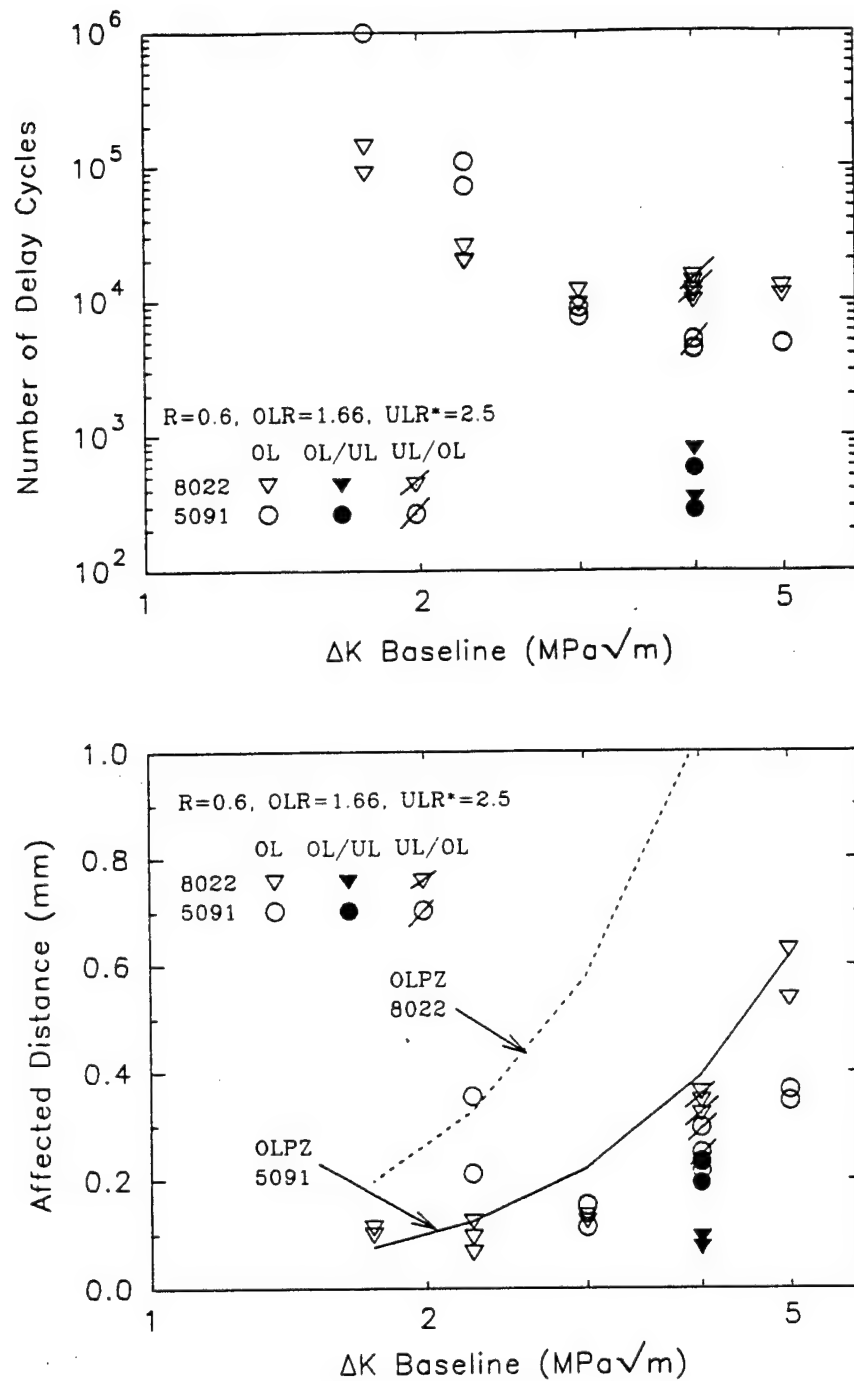 10^6
10^5
10^4
10^3
10^2
Number of Delay Cycles
R=0.6, OLR=1.66, ULR*=2.5
OL OL/UL UL/OL
8022
5091
1 2 5
ΔK Baseline (MPa√m)
1.0
0.8
0.6
0.4
0.2
0.0
Affected Distance (mm)
R=0.6, OLR=1.66, ULR*=2.5
OL OL/UL UL/OL
8022
5091
OLPZ
8022
OLPZ
5091
1 2 5
ΔK Baseline (MPa√m)